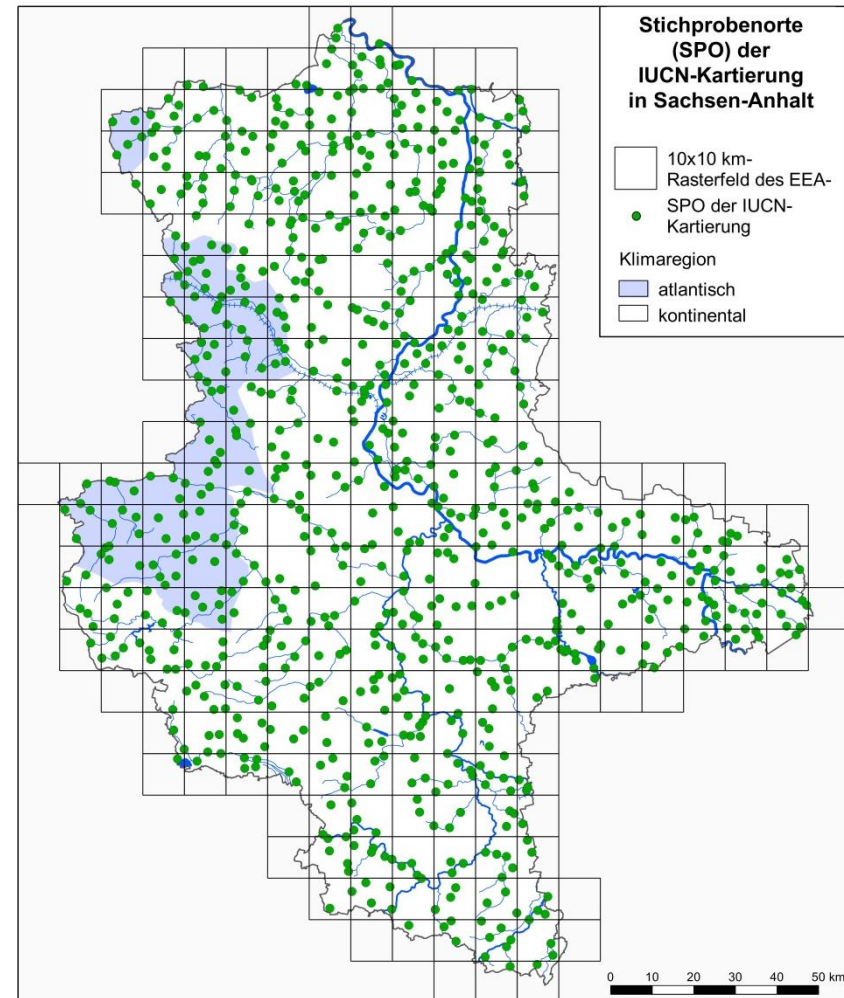 Stichprobenorte
(SPO) der
IUCN-Kartierung
in Sachsen-Anhalt
10x10 km-
Rasterfeld des EEA-
SPO der IUCN-
Kartierung
Klimaregion
atlantisch
kontinental
0 10 20 30 40 50 km